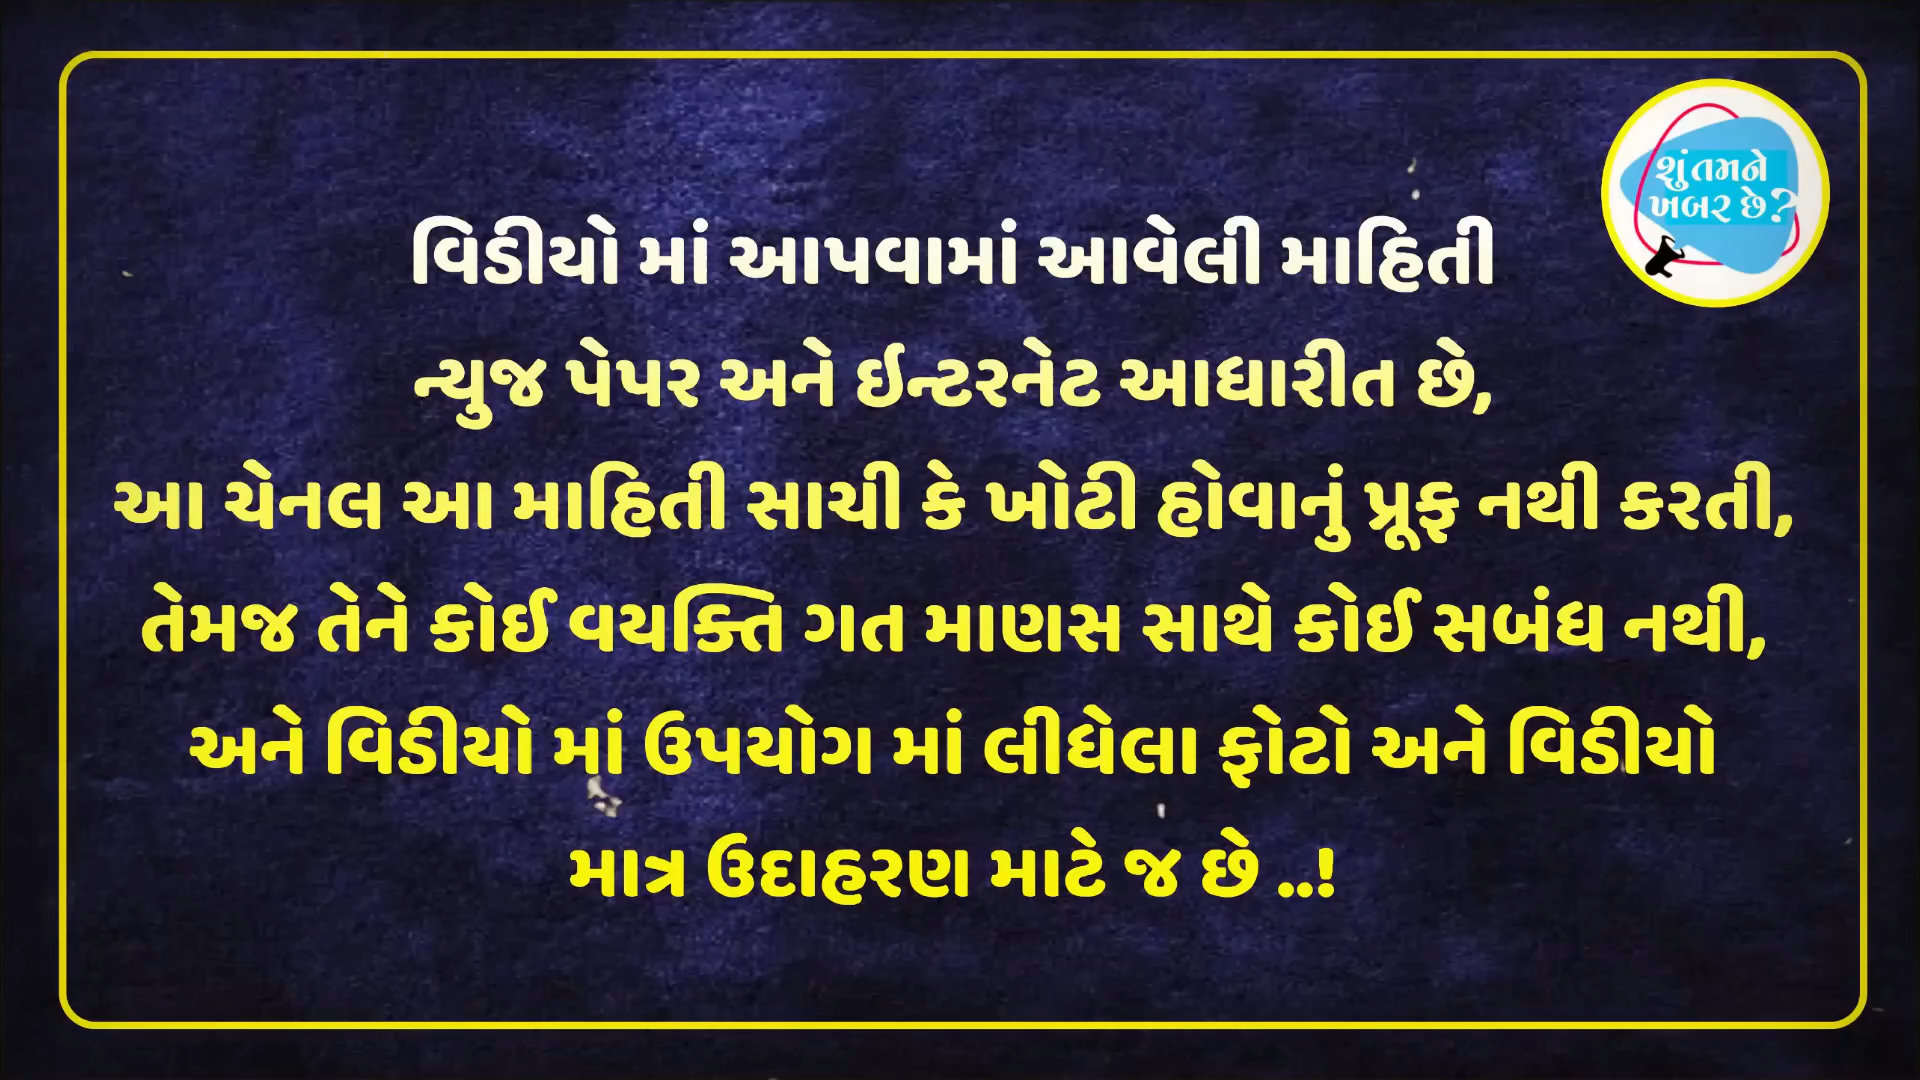 શું તમને
ખબર છે?
વિડીયો માં આપવામાં આવેલી માહિતી
ન્યુજ પેપર અને ઇન્ટરનેટ આધારીત છે,
આ ચેનલ આ માહિતી સાચી કે ખોટી હોવાનું પ્રૂફ નથી કરતી,
તેમજ તેને કોઈ વયક્તિ ગત માણસ સાથે કોઈ સબંધ નથી,
અને વિડીયો માં ઉપયોગ માં લીધેલા ફોટો અને વિડીયો
માત્ર ઉદાહરણ માટે જ છે ..!